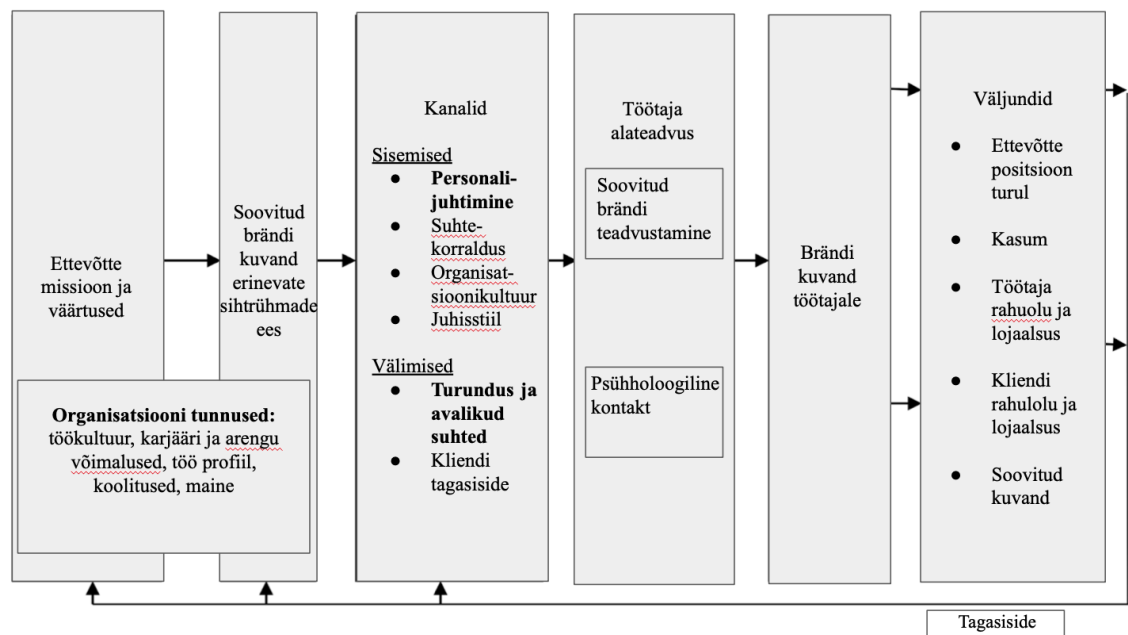 Ettevõtte
missioon ja
väärtused
Organisatsiooni tunnused:
töökultuur, karjääri ja arengu
võimalused, töö profiil,
koolitused, maine
Soovitud
brändi
kuvand
erinevate
sihtrühmade
ees
Kanalid
Sisemised
● Personali-
juhtimine
● Suhte-
korraldus
● Organisat-
sioonikultuur
● Juhisstiil
Välimised
● Turundus ja
avalikud
suhted
● Kliendi
tagasiside
Töötaja
alateadvus
Soovitud
brändi
teadvustamine
Psühholoogiline
kontakt
Brändi
kuvand
töötajale
Väljundid
● Ettevõtte
positsioon
turul
● Kasum
● Töötaja
rahuolu ja
lojaalsus
● Kliendi
rahulolu ja
lojaalsus
● Soovitud
kuvand
Tagasiside